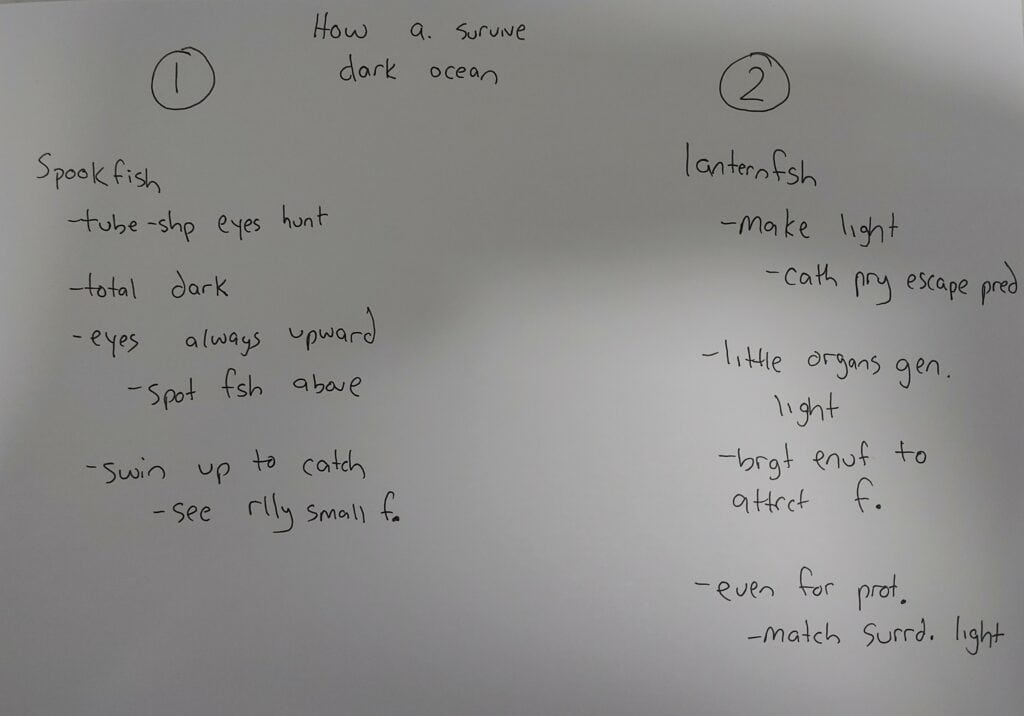 How a. survive
dark ocean
1
Spookfish
-tube-shp eyes hunt
-total dark
-eyes always upward
-spot fsh above
-swin up to catch
-see rlly small f.
2
lanternfsh
-make light
-cath pry escape pred
-little organs gen.
light
-brgt enuf to
attrct f.
-even for prot.
-match surrd. light